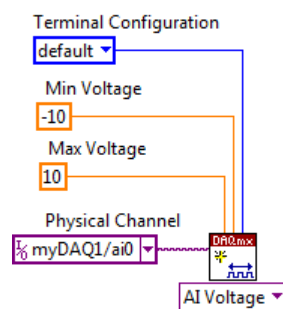 Terminal Configuration
default
Min Voltage
-10
Max Voltage
10
Physical Channel
I/O myDAQ1/ai0
DAQmx
AI Voltage